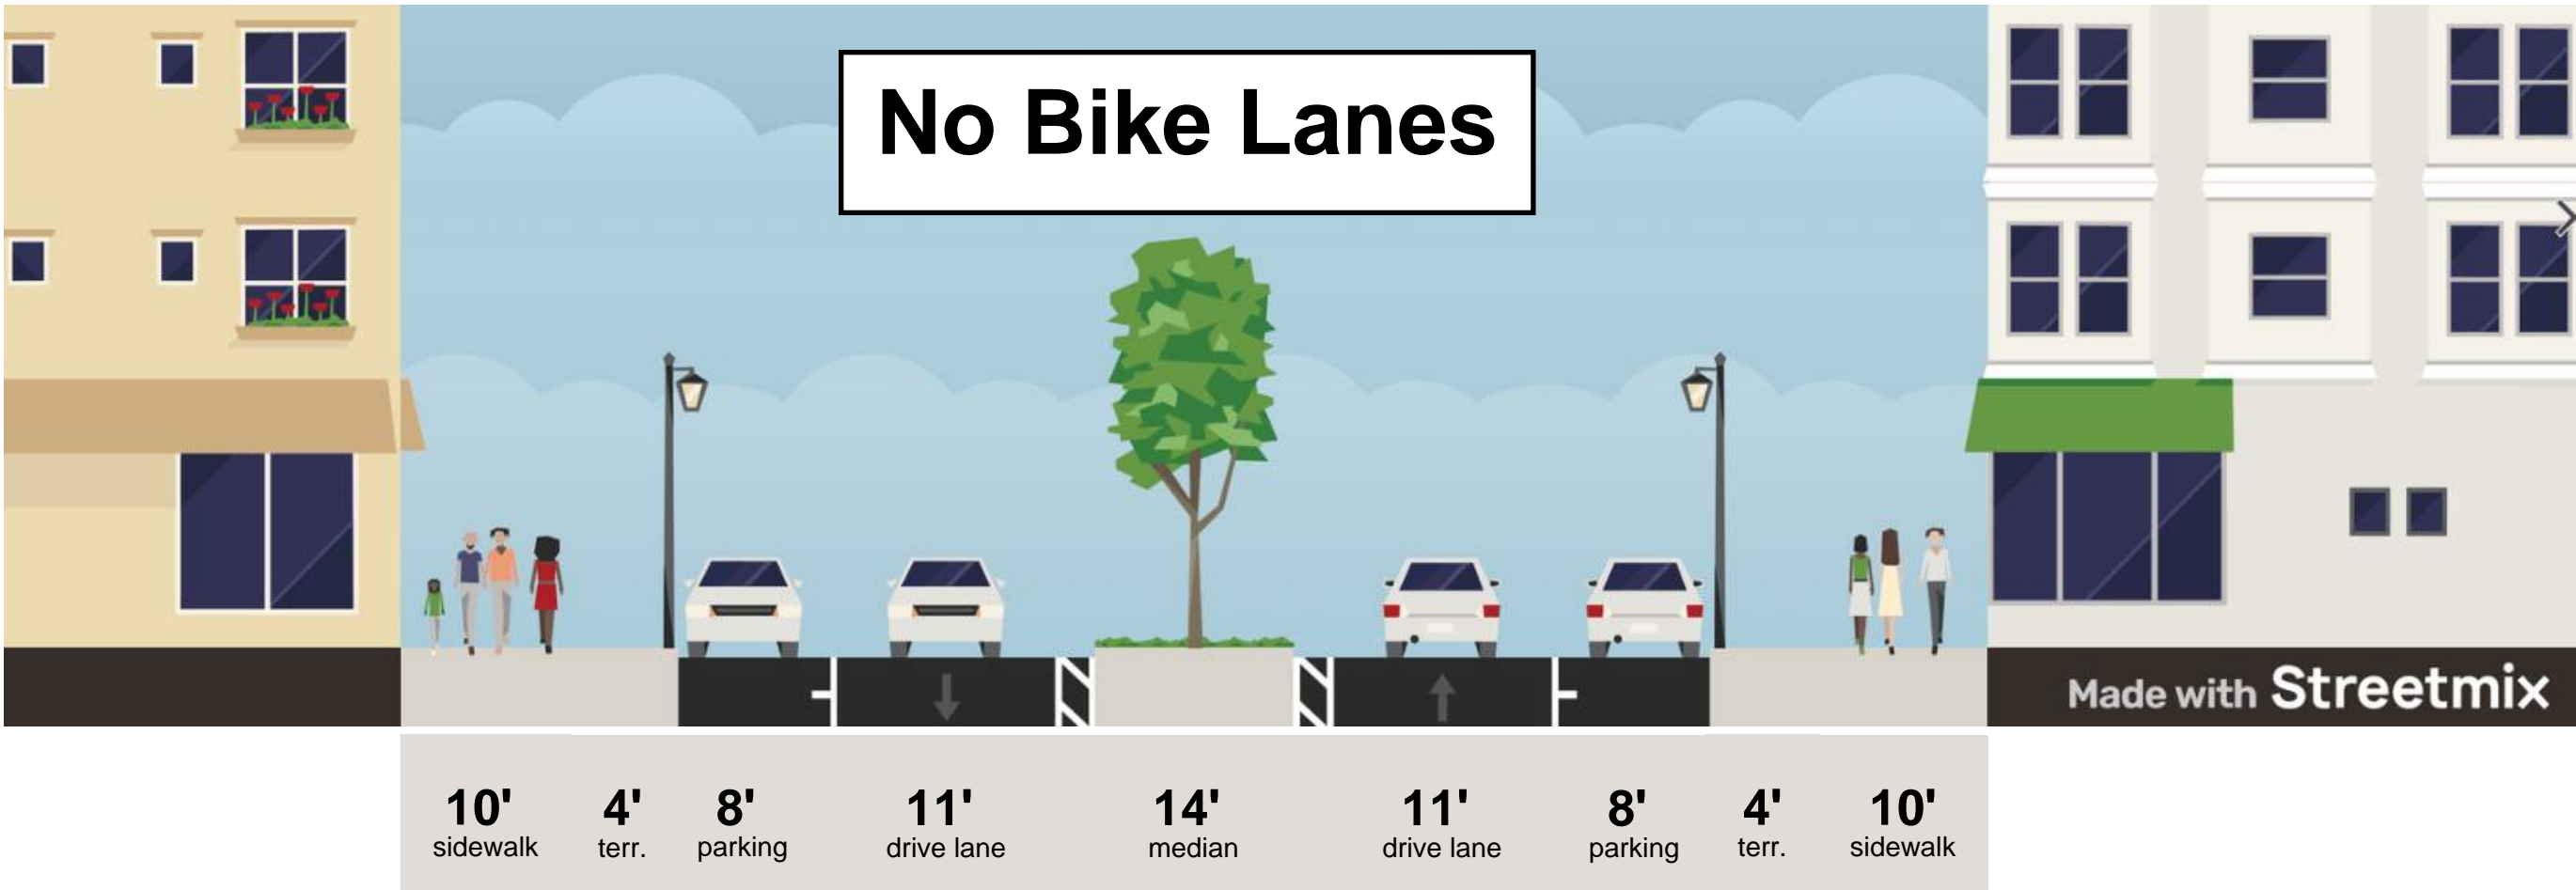 No Bike Lanes
Made with Streetmix
10' 4' 8' 11' 14' 11' 8' 4' 10'
sidewalk terr. parking drive lane median drive lane parking terr. sidewalk